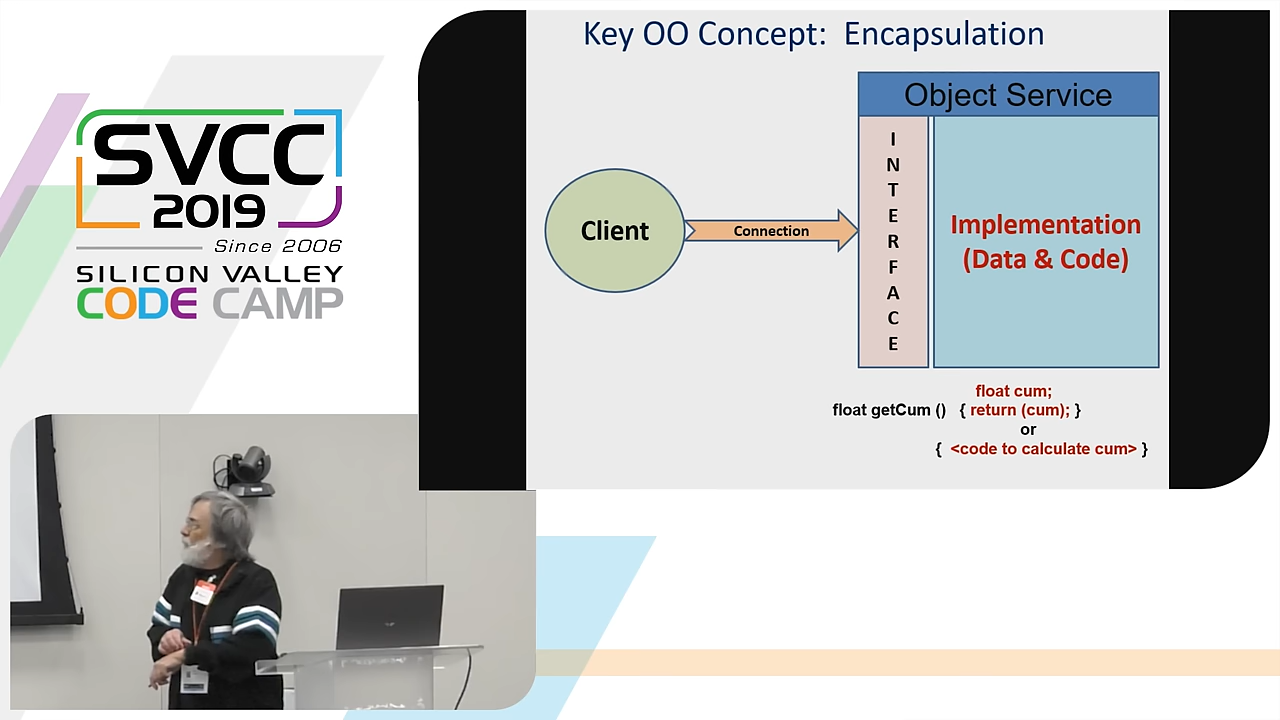 SVCC
2019
Since 2006
SILICON VALLEY
CODE CAMP
Key OO Concept: Encapsulation
Object Service
INTERFACE
Client
Connection
Implementation
(Data & Code)
float cum;
float getCum () { return (cum); }
or
{ <code to calculate cum> }